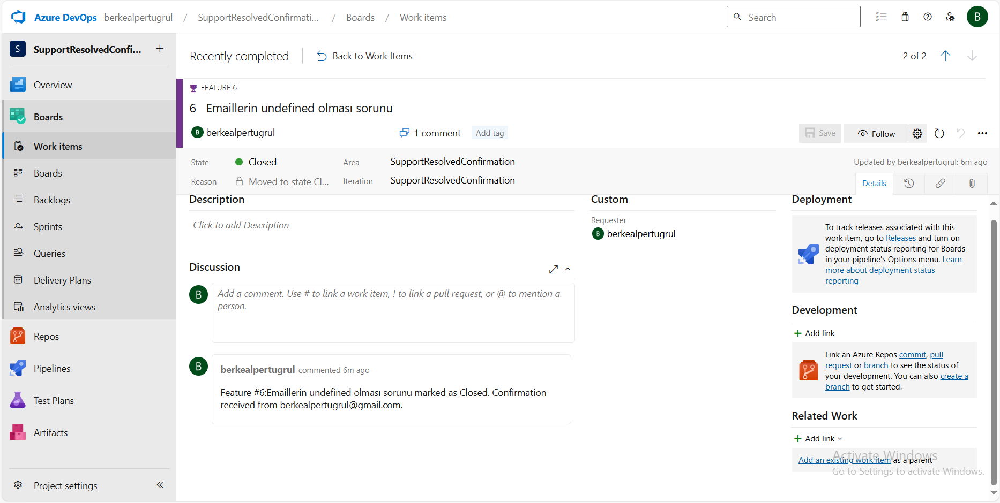 Azure DevOps berkealpertugrul / SupportResolvedConfirmati... / Boards / Work items
Search
B
S SupportResolvedConfi... +
Overview
Boards
Work items
Boards
Backlogs
Sprints
Queries
Delivery Plans
Analytics views
Repos
Pipelines
Test Plans
Artifacts
Project settings
Recently completed
Back to Work Items
2 of 2
FEATURE 6
6 Emaillerin undefined olması sorunu
B berkealpertugrul
1 comment
Add tag
Save
Follow
State Closed
Area SupportResolvedConfirmation
Reason Moved to state Cl...
Iteration SupportResolvedConfirmation
Updated by berkealpertugrul: 6m ago
Details
Description
Click to add Description
Discussion
B
Add a comment. Use # to link a work item, ! to link a pull request, or @ to mention a
person.
B
berkealpertugrul commented 6m ago
Feature #6:Emaillerin undefined olması sorunu marked as Closed. Confirmation
received from berkealpertugrul@gmail.com.
Custom
Requester
B berkealpertugrul
Deployment
To track releases associated with this
work item, go to Releases and turn on
deployment status reporting for Boards
in your pipeline's Options menu. Learn
more about deployment status
reporting
Development
+ Add link
Link an Azure Repos commit, pull
request or branch to see the status of
your development. You can also create a
branch to get started.
Related Work
+ Add link
Add an existing work item as a parent
Activate Windows
Go to Settings to activate Windows.